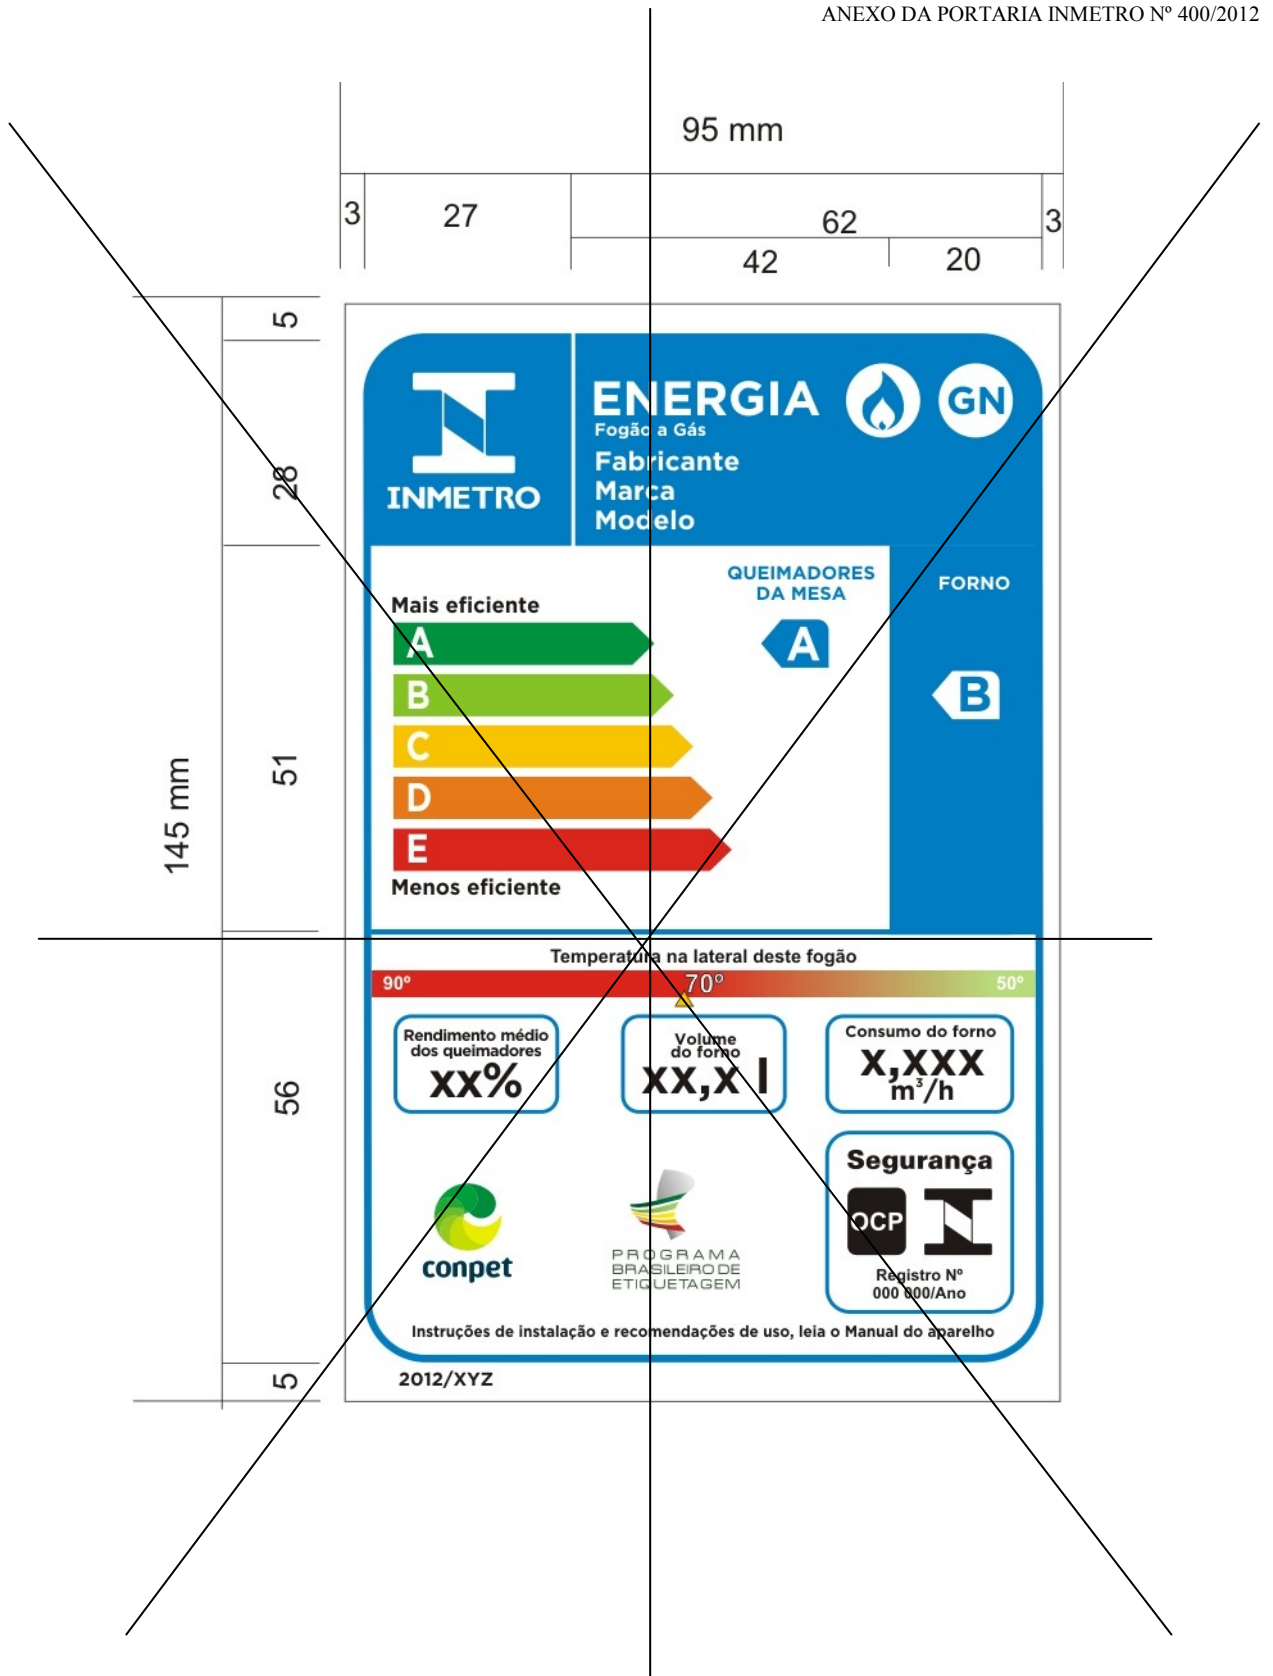 ANEXO DA PORTARIA INMETRO Nº 400/2012
95 mm
3
27
62
3
42
20
5
28
51
145 mm
56
5
INMETRO
ENERGIA
GN
Fogão a Gás
Fabricante
Marca
Modelo
QUEIMADORES
DA MESA
FORNO
Mais eficiente
A
A
B
B
C
D
E
Menos eficiente
Temperatura na lateral deste fogão
90º
70º
50º
Rendimento médio
dos queimadores
xx%
Volume
do forno
xx,x l
Consumo do forno
x,xxx
m³/h
Segurança
OCP
Registro Nº
000 000/Ano
conpet
PROGRAMA
BRASILEIRO DE
ETIQUETAGEM
Instruções de instalação e recomendações de uso, leia o Manual do aparelho
2012/XYZ